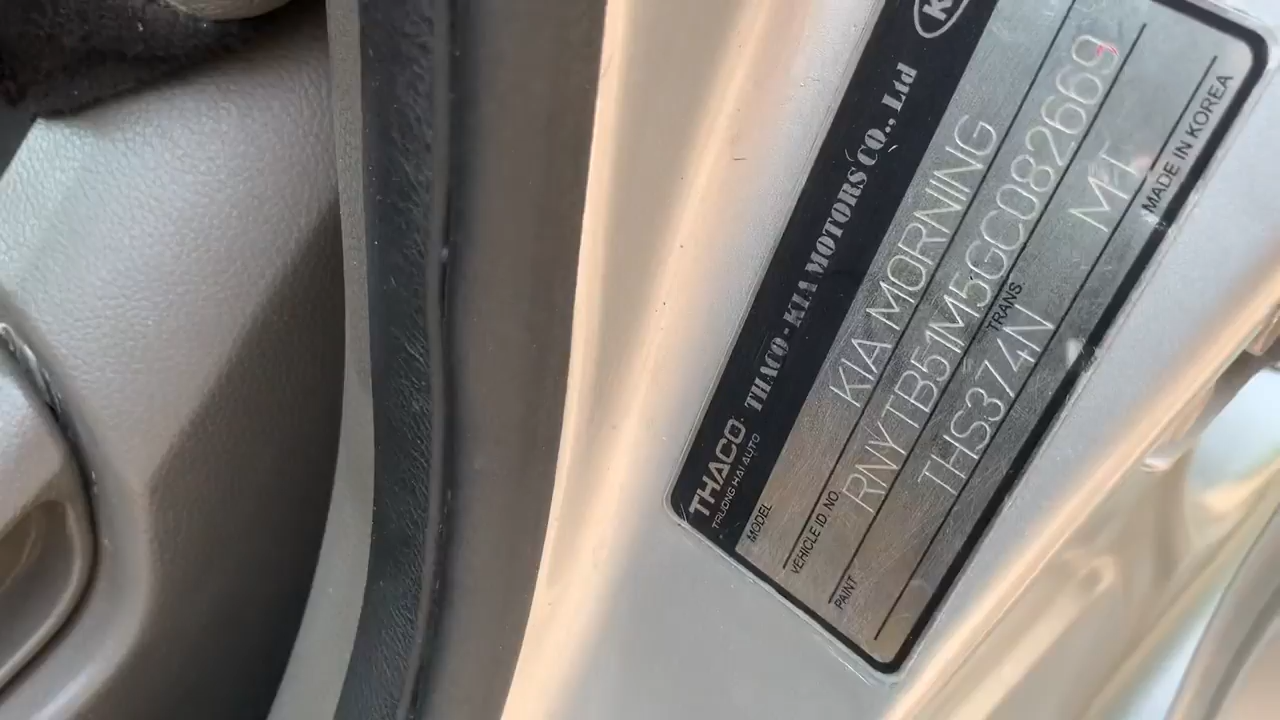 THACO
TRUONG HAI AUTO
THACO - KIA MOTORS CO., Ltd
MODEL KIA MORNING
VEHICLE ID NO. RNYTB51M5GC082669
PAINT THS374N TRANS. MT
MADE IN KOREA